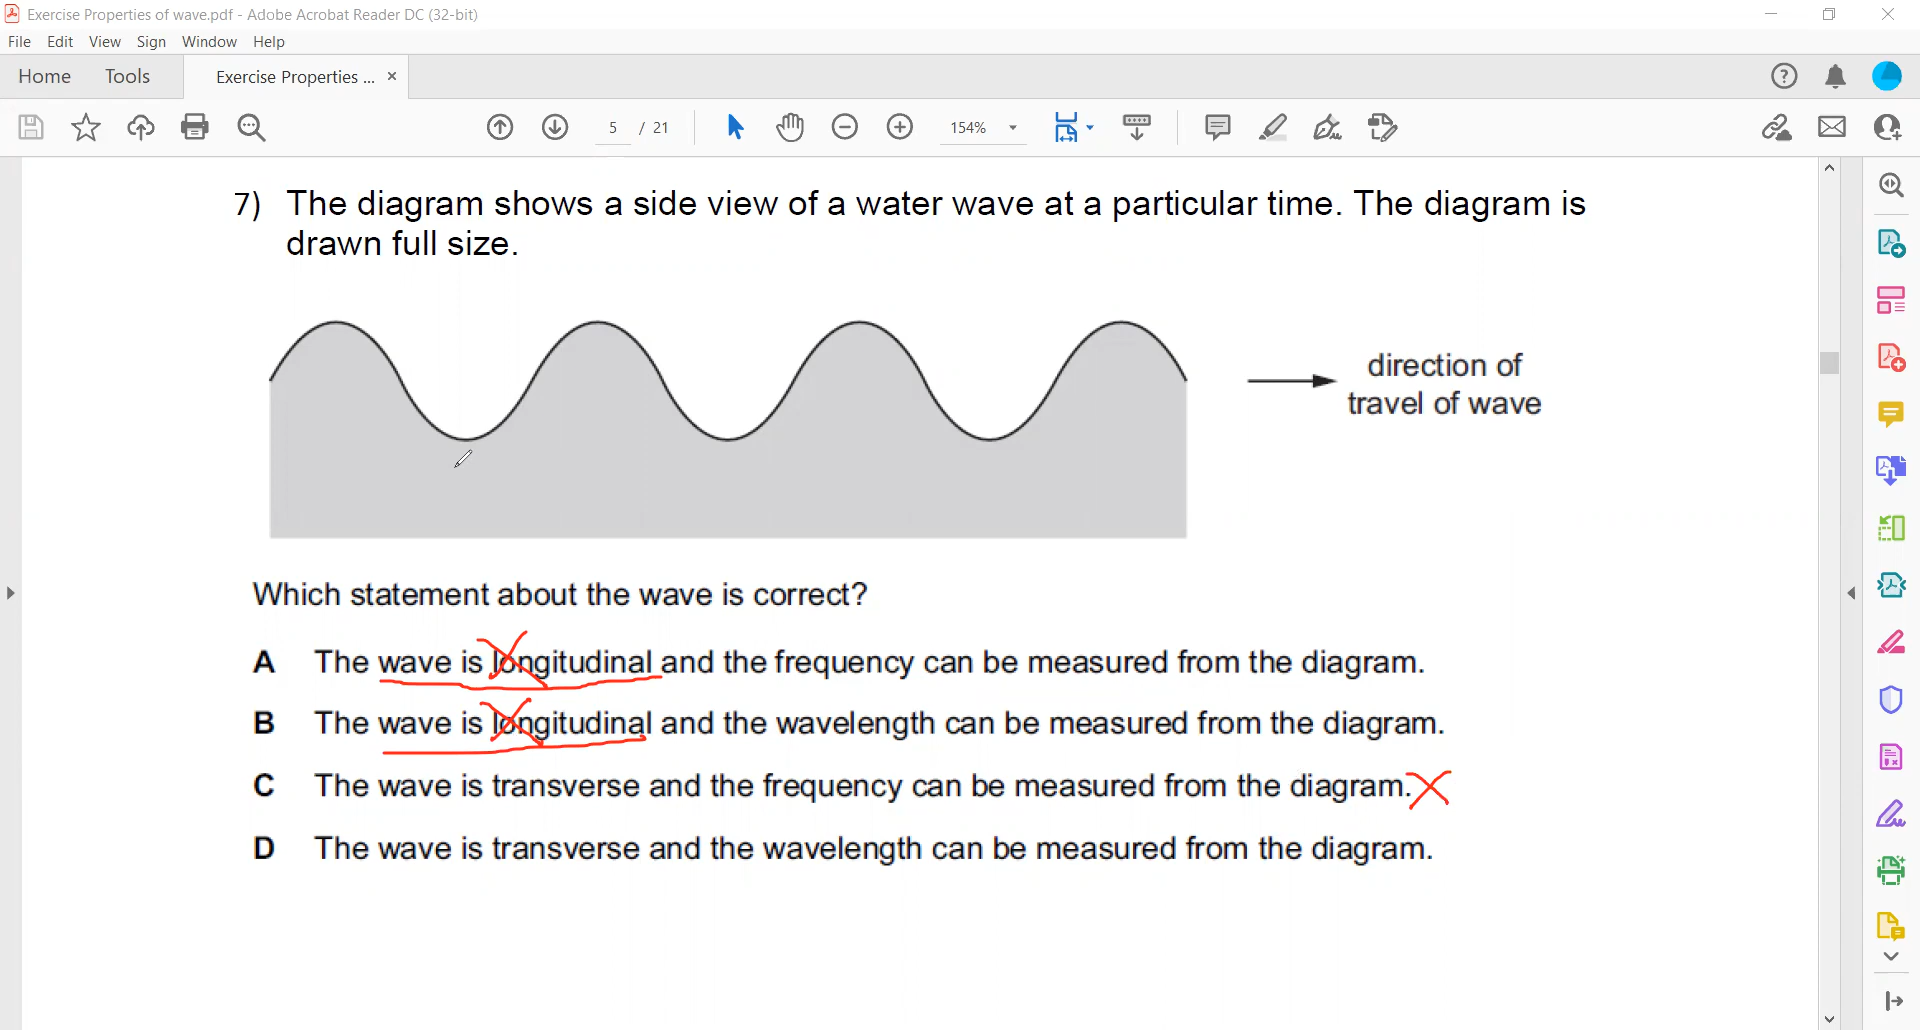 Exercise Properties of wave.pdf - Adobe Acrobat Reader DC (32-bit)
File Edit View Sign Window Help
Home Tools Exercise Properties ... ×
5 / 21 154%
7) The diagram shows a side view of a water wave at a particular time. The diagram is
drawn full size.
direction of
travel of wave
Which statement about the wave is correct?
A The wave is longitudinal and the frequency can be measured from the diagram.
B The wave is longitudinal and the wavelength can be measured from the diagram.
C The wave is transverse and the frequency can be measured from the diagram.
D The wave is transverse and the wavelength can be measured from the diagram.